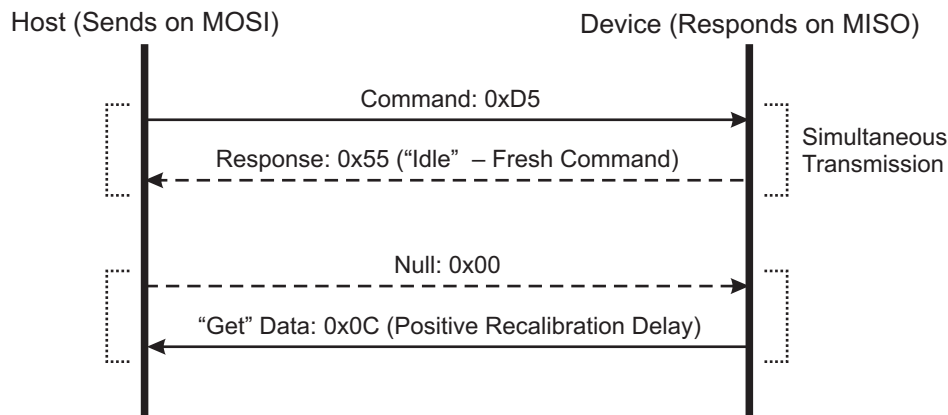 Host (Sends on MOSI)
Device (Responds on MISO)
Command: 0xD5
Response: 0x55 (“Idle” – Fresh Command)
Simultaneous
Transmission
Null: 0x00
“Get” Data: 0x0C (Positive Recalibration Delay)